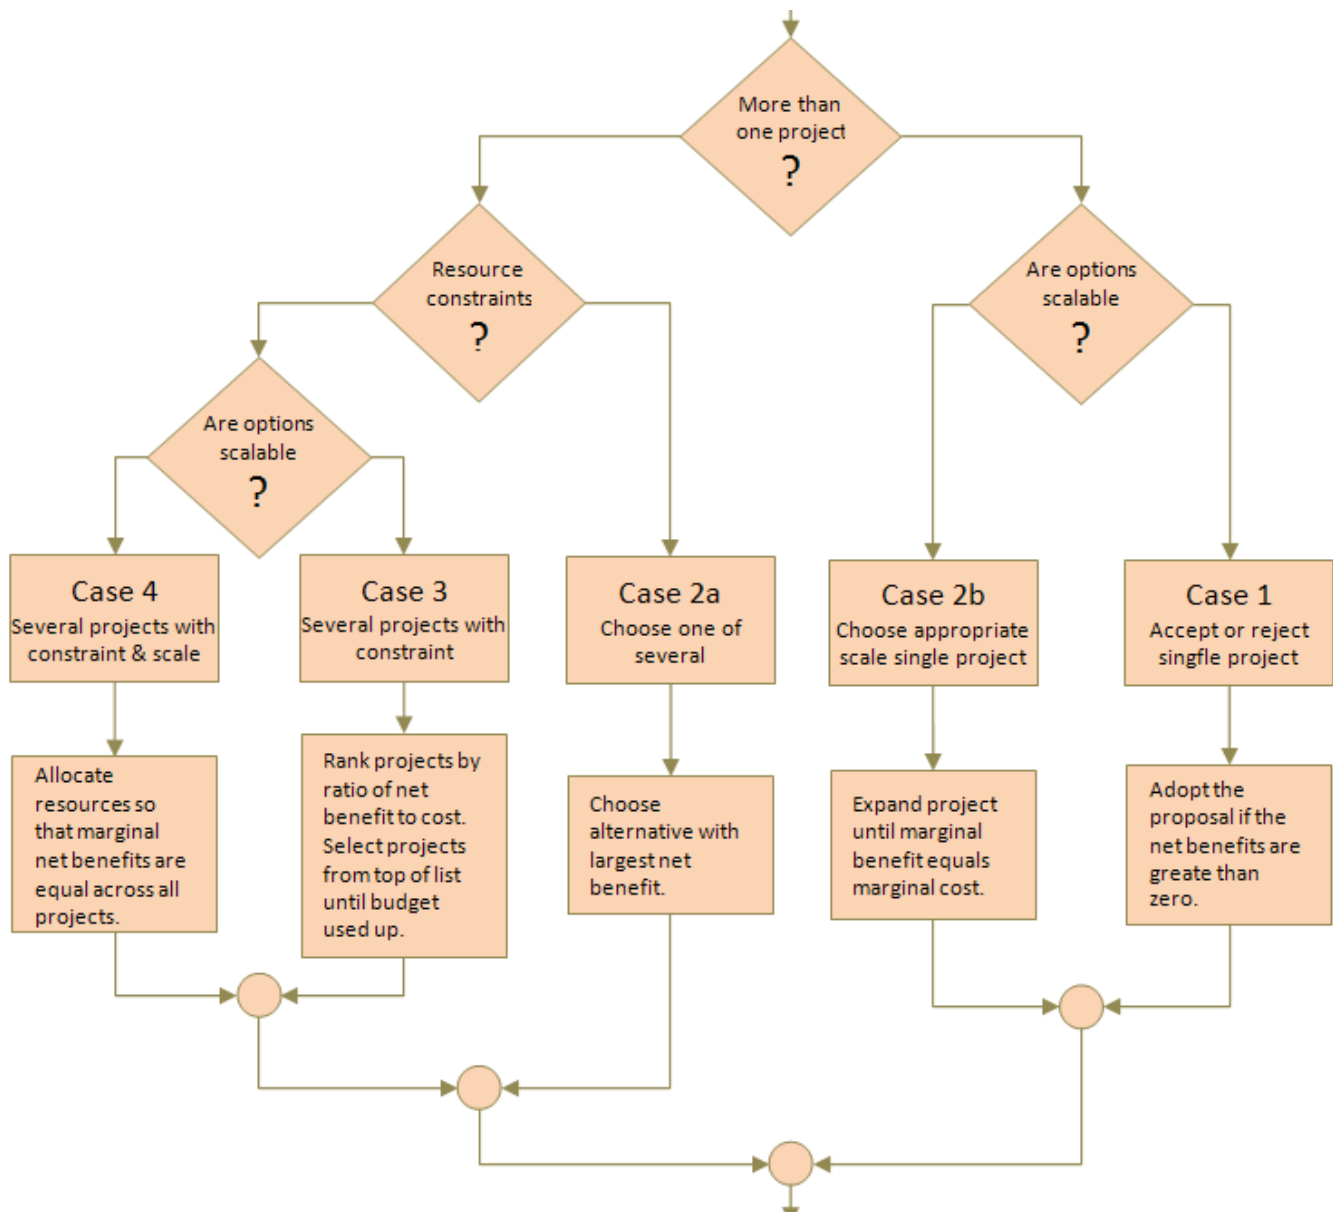 More than
one project
?
Resource
constraints
?
Are options
scalable
?
Are options
scalable
?
Case 4
Several projects with
constraint & scale
Case 3
Several projects with
constraint
Case 2a
Choose one of
several
Case 2b
Choose appropriate
scale single project
Case 1
Accept or reject
singfle project
Allocate
resources so
that marginal
net benefits are
equal across all
projects.
Rank projects by
ratio of net
benefit to cost.
Select projects
from top of list
until budget
used up.
Choose
alternative with
largest net
benefit.
Expand project
until marginal
benefit equals
marginal cost.
Adopt the
proposal if the
net benefits are
greate than
zero.